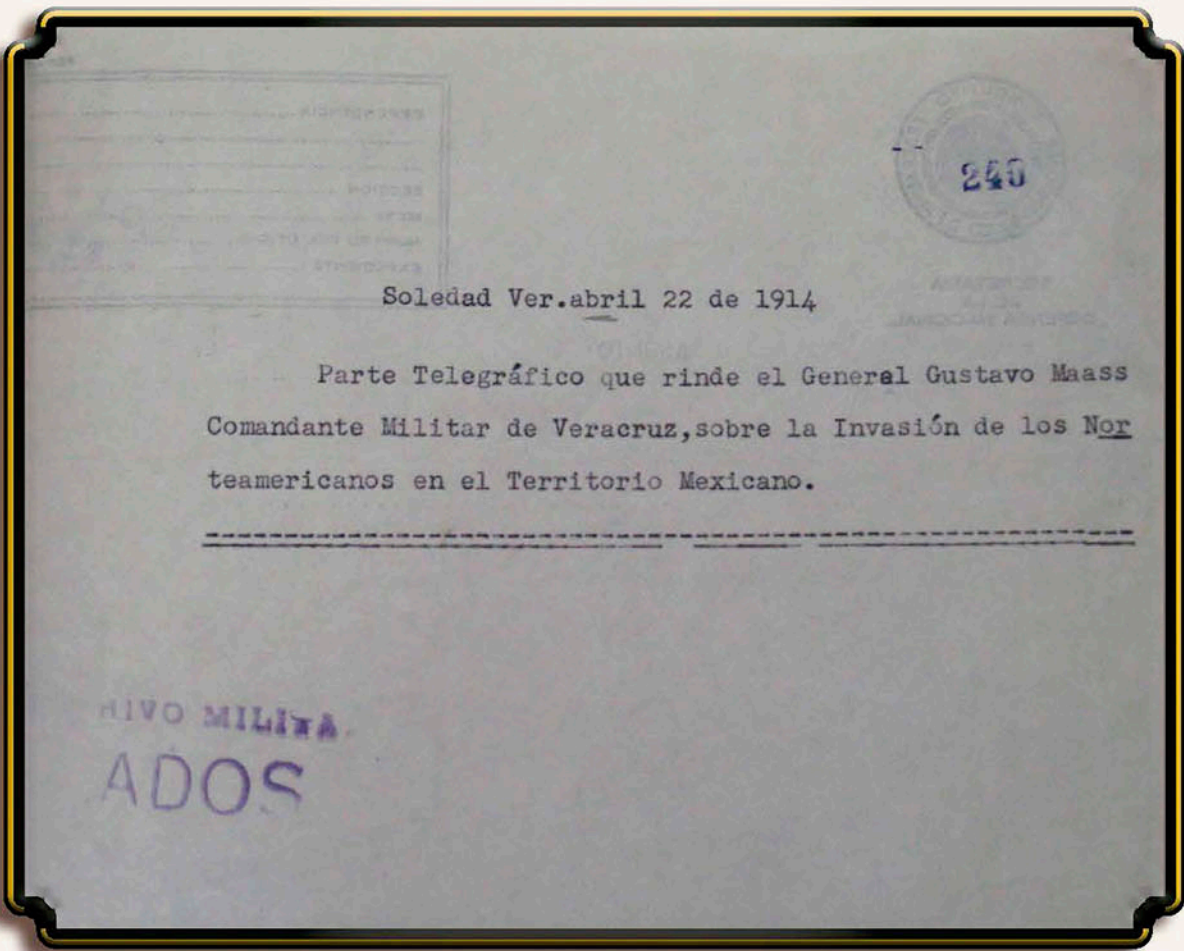 240
Soledad Ver.abril 22 de 1914
Parte Telegráfico que rinde el General Gustavo Maass
Comandante Militar de Veracruz,sobre la Invasión de los Nor
teamericanos en el Territorio Mexicano.
HIVO MILITA
ADOS